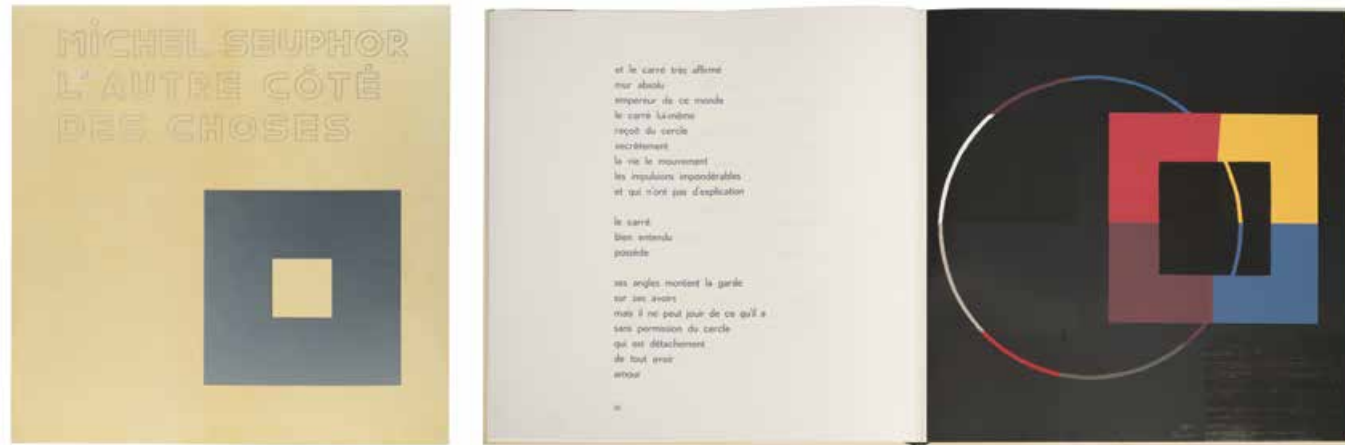 MICHEL SEUPHOR
L'AUTRE CÔTÉ
DES CHOSES
et le carré très affirmé
mur absolu
empereur de ce monde
le carré lui-même
reçoit du cercle
secrètement
la vie le mouvement
les impulsions impondérables
et qui n'ont pas d'explication
le carré
bien entendu
possède
ses angles montent la garde
sur ses avoirs
mais il ne peut jouir de ce qu'il a
sans permission du cercle
qui est détachement
de tout avoir
amour